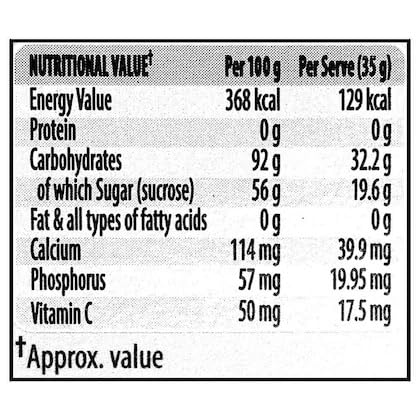 NUTRITIONAL VALUE† Per 100 g Per Serve (35 g)
Energy Value 368 kcal 129 kcal
Protein 0 g 0 g
Carbohydrates 92 g 32.2 g
of which Sugar (sucrose) 56 g 19.6 g
Fat & all types of fatty acids 0 g 0 g
Calcium 114 mg 39.9 mg
Phosphorus 57 mg 19.95 mg
Vitamin C 50 mg 17.5 mg
†Approx. value